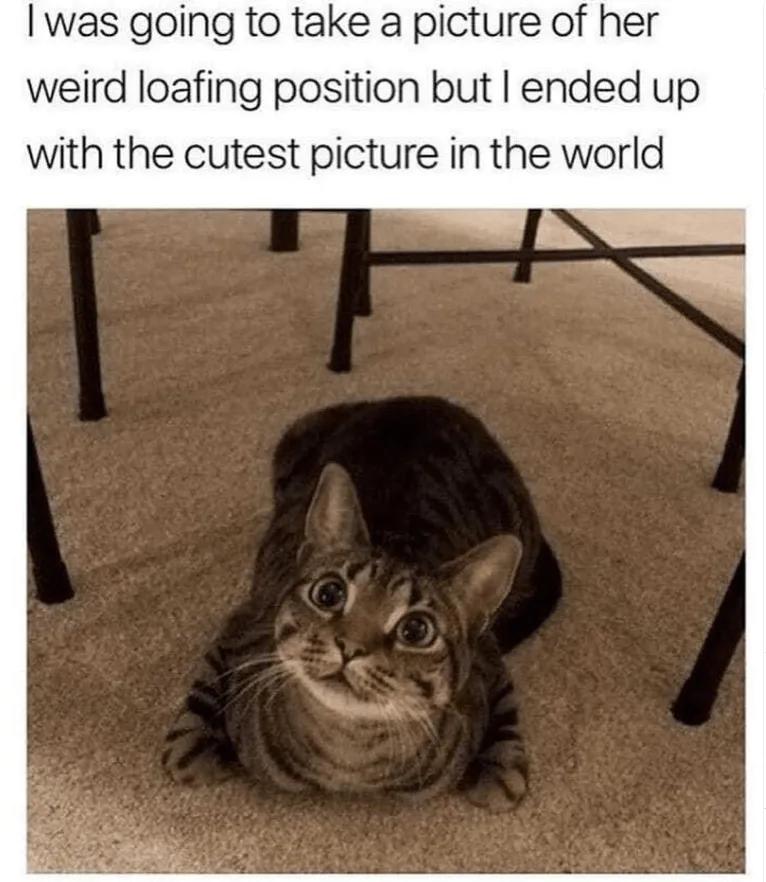 I was going to take a picture of her
weird loafing position but I ended up
with the cutest picture in the world